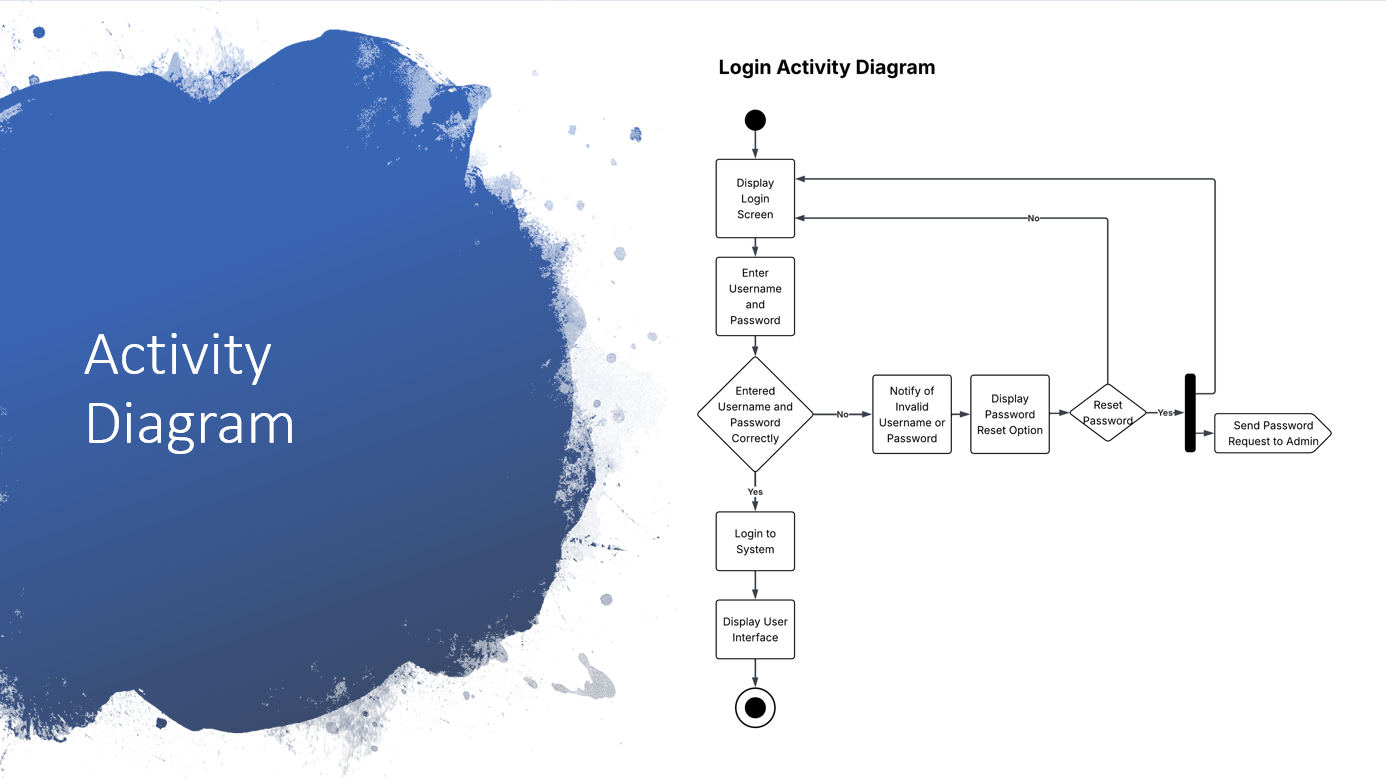 Activity
Diagram
Login Activity Diagram
Display
Login
Screen
No
Enter
Username
and
Password
Entered
Username and
Password
Correctly
No
Notify of
Invalid
Username or
Password
Display
Password
Reset Option
Reset
Password
Yes
Send Password
Request to Admin
Yes
Login to
System
Display User
Interface